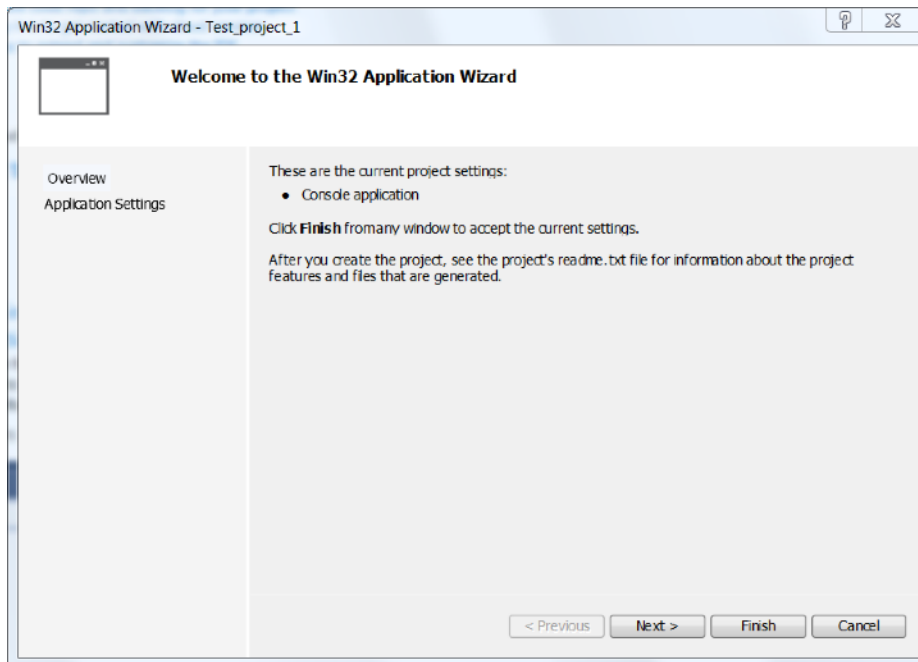 Win32 Application Wizard - Test_project_1
Welcome to the Win32 Application Wizard
Overview
Application Settings
These are the current project settings:
• Console application
Click Finish fromany window to accept the current settings.
After you create the project, see the project's readme.txt file for information about the project
features and files that are generated.
< Previous
Next >
Finish
Cancel